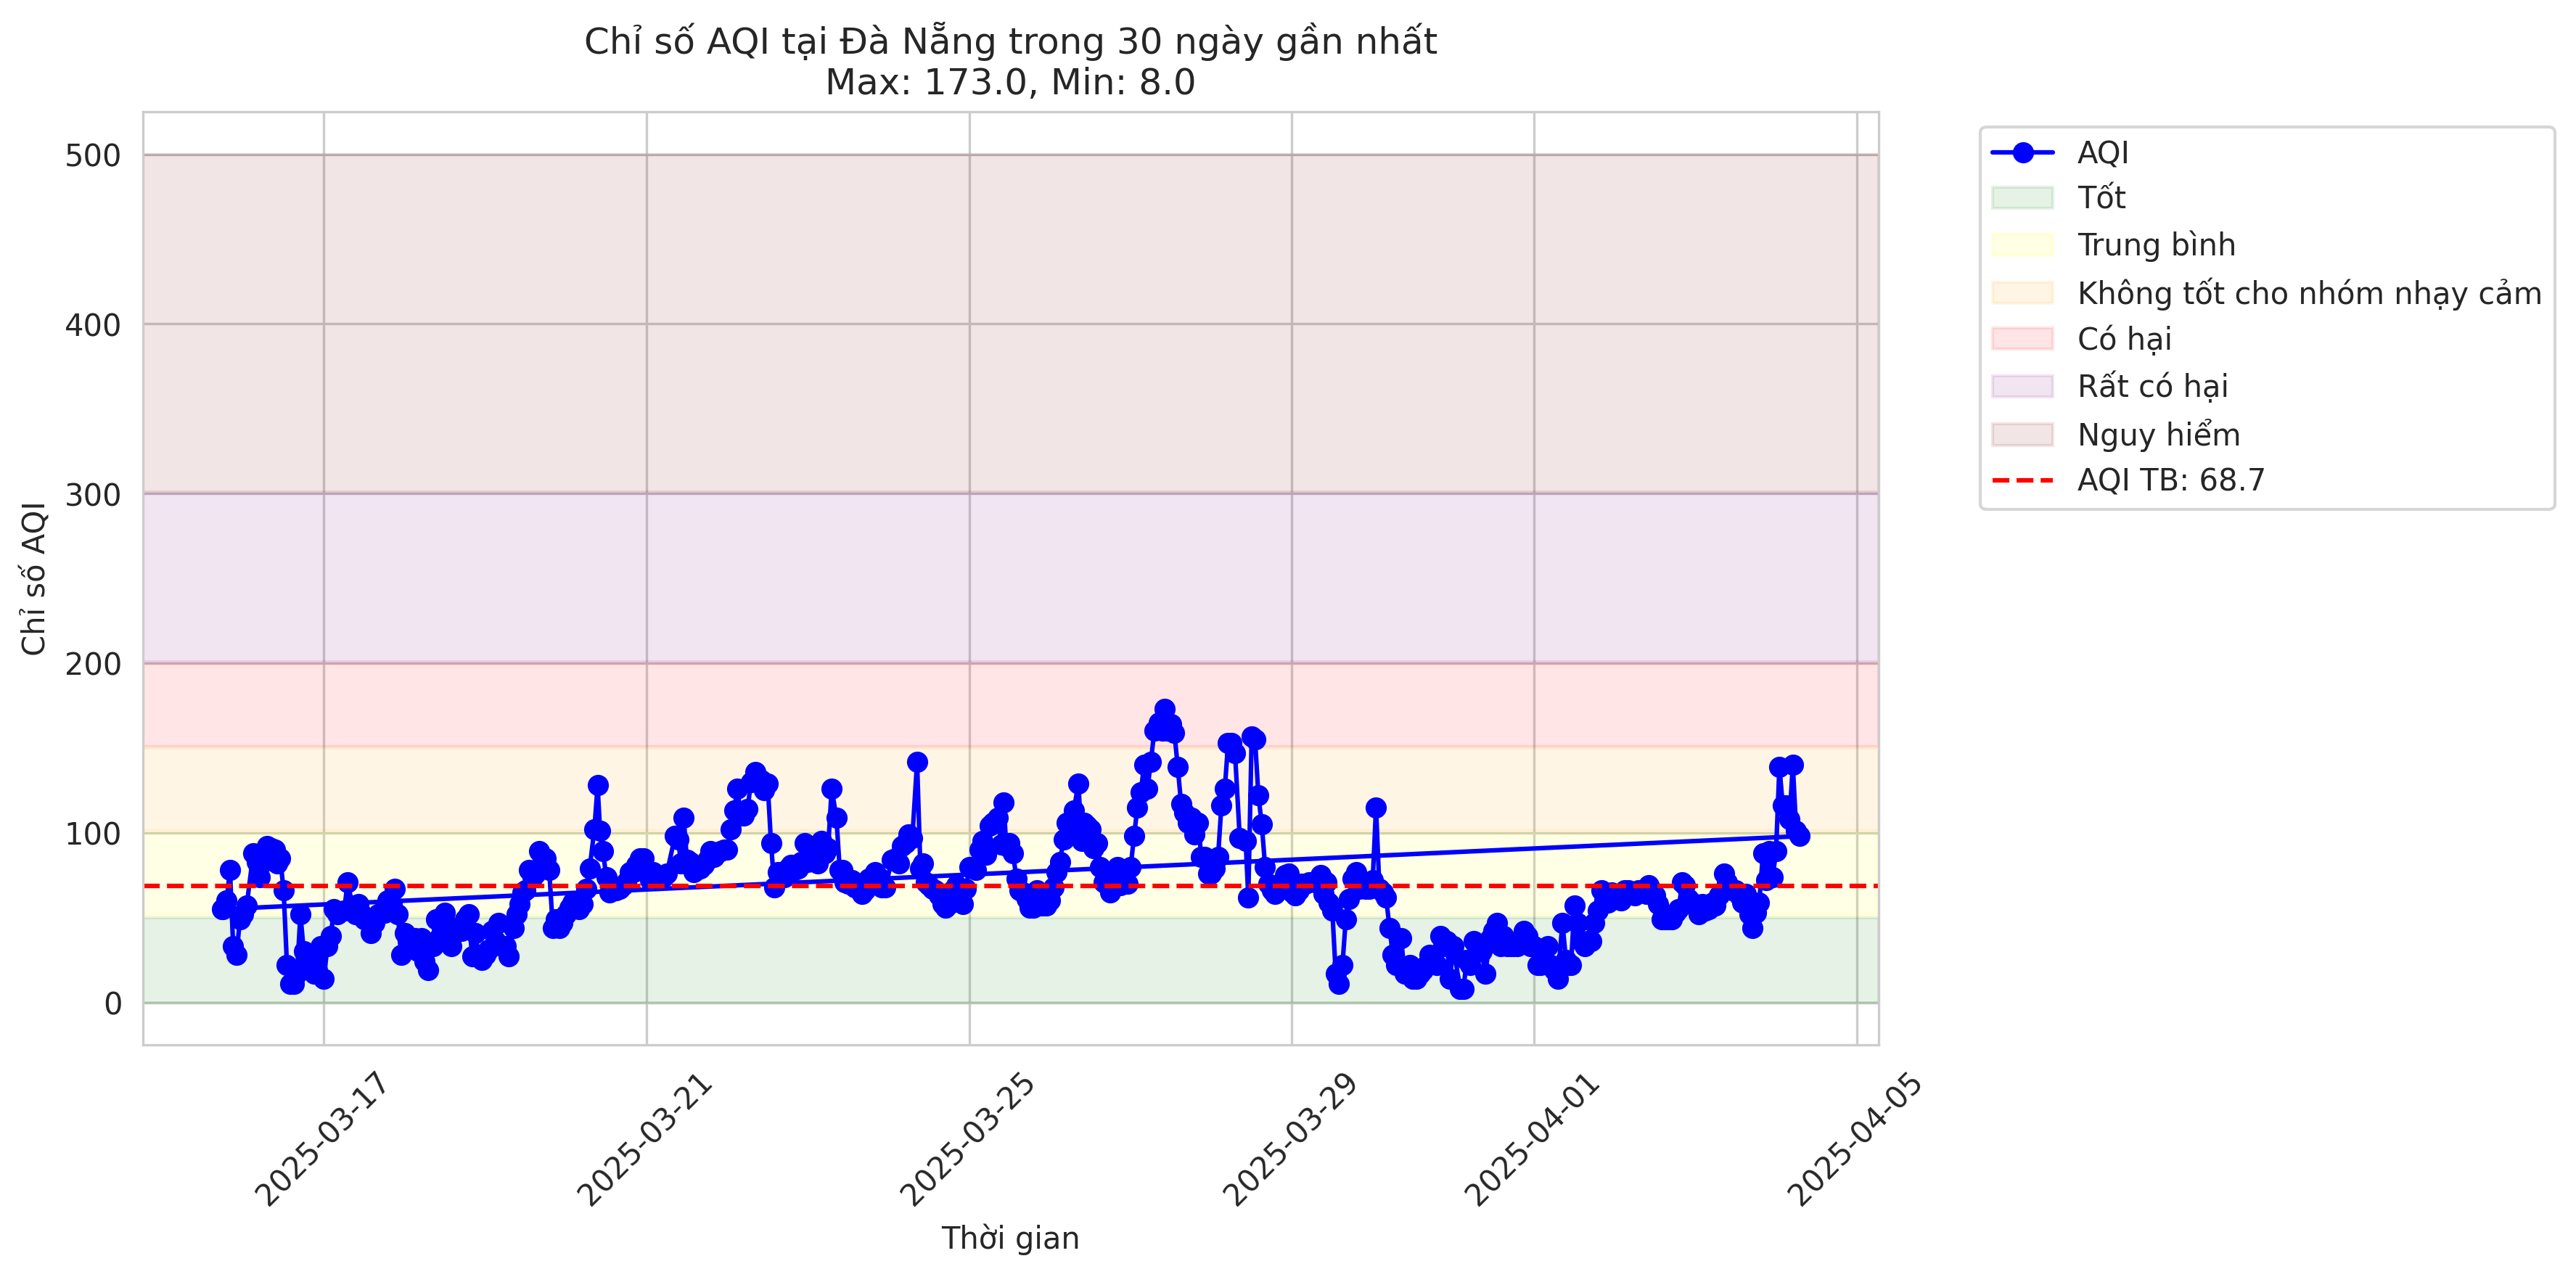 Chỉ số AQI tại Đà Nẵng trong 30 ngày gần nhất
Max: 173.0, Min: 8.0
Chỉ số AQI
500
400
300
200
100
0
2025-03-17
2025-03-21
2025-03-25
2025-03-29
2025-04-01
2025-04-05
Thời gian
AQI
Tốt
Trung bình
Không tốt cho nhóm nhạy cảm
Có hại
Rất có hại
Nguy hiểm
AQI TB: 68.7